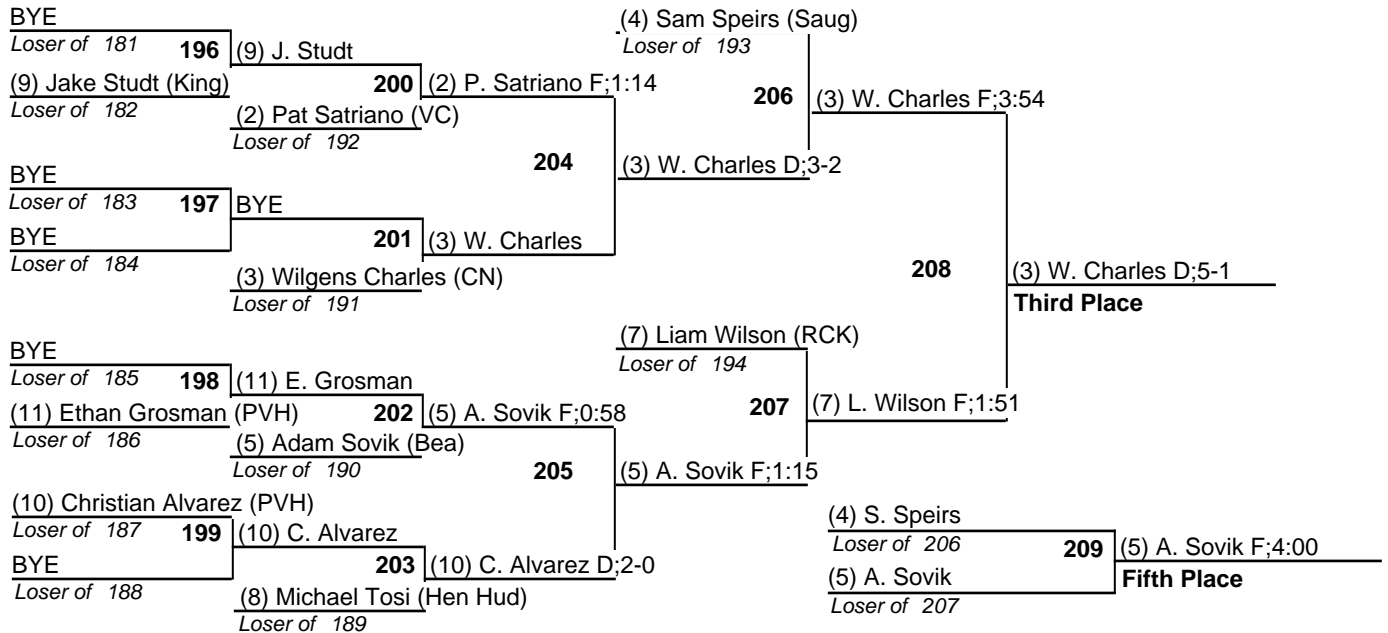 BYE
Loser of 181
196
(9) J. Studt
(9) Jake Studt (King)
Loser of 182
200
(2) P. Satriano F;1:14
(2) Pat Satriano (VC)
Loser of 192
BYE
Loser of 183
197
BYE
BYE
Loser of 184
201
(3) W. Charles
(3) Wilgens Charles (CN)
Loser of 191
204
(3) W. Charles D;3-2
(4) Sam Speirs (Saug)
Loser of 193
206
(3) W. Charles F;3:54
BYE
Loser of 185
198
(11) E. Grosman
(11) Ethan Grosman (PVH)
Loser of 186
202
(5) A. Sovik F;0:58
(5) Adam Sovik (Bea)
Loser of 190
(10) Christian Alvarez (PVH)
Loser of 187
199
(10) C. Alvarez
BYE
Loser of 188
203
(10) C. Alvarez D;2-0
(8) Michael Tosi (Hen Hud)
Loser of 189
205
(5) A. Sovik F;1:15
(7) Liam Wilson (RCK)
Loser of 194
207
(7) L. Wilson F;1:51
208
(3) W. Charles D;5-1
Third Place
(4) S. Speirs
Loser of 206
209
(5) A. Sovik F;4:00
(5) A. Sovik
Loser of 207
Fifth Place